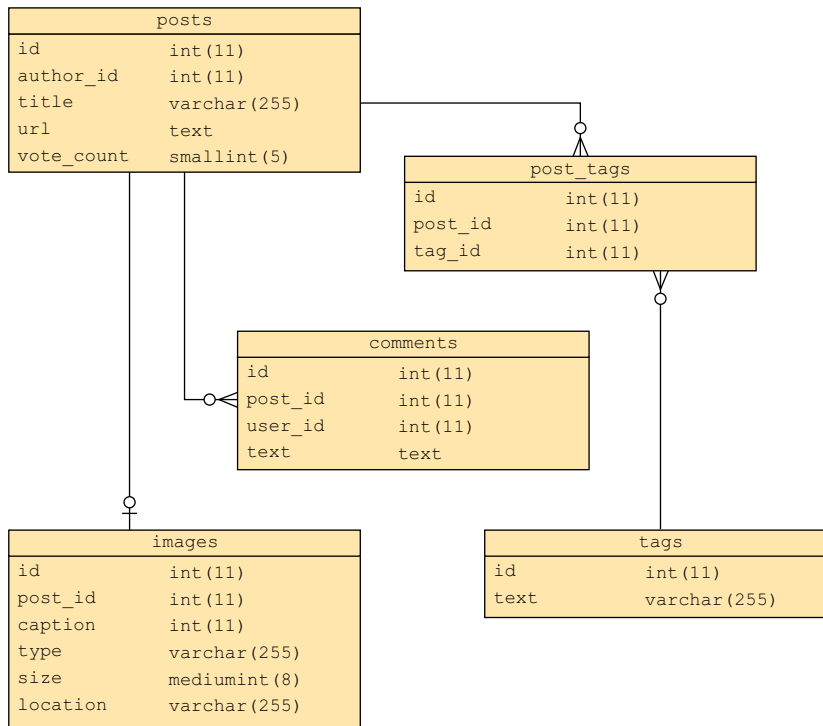 posts
id int(11)
author_id int(11)
title varchar(255)
url text
vote_count smallint(5)
post_tags
id int(11)
post_id int(11)
tag_id int(11)
comments
id int(11)
post_id int(11)
user_id int(11)
text text
images
id int(11)
post_id int(11)
caption int(11)
type varchar(255)
size mediumint(8)
location varchar(255)
tags
id int(11)
text varchar(255)